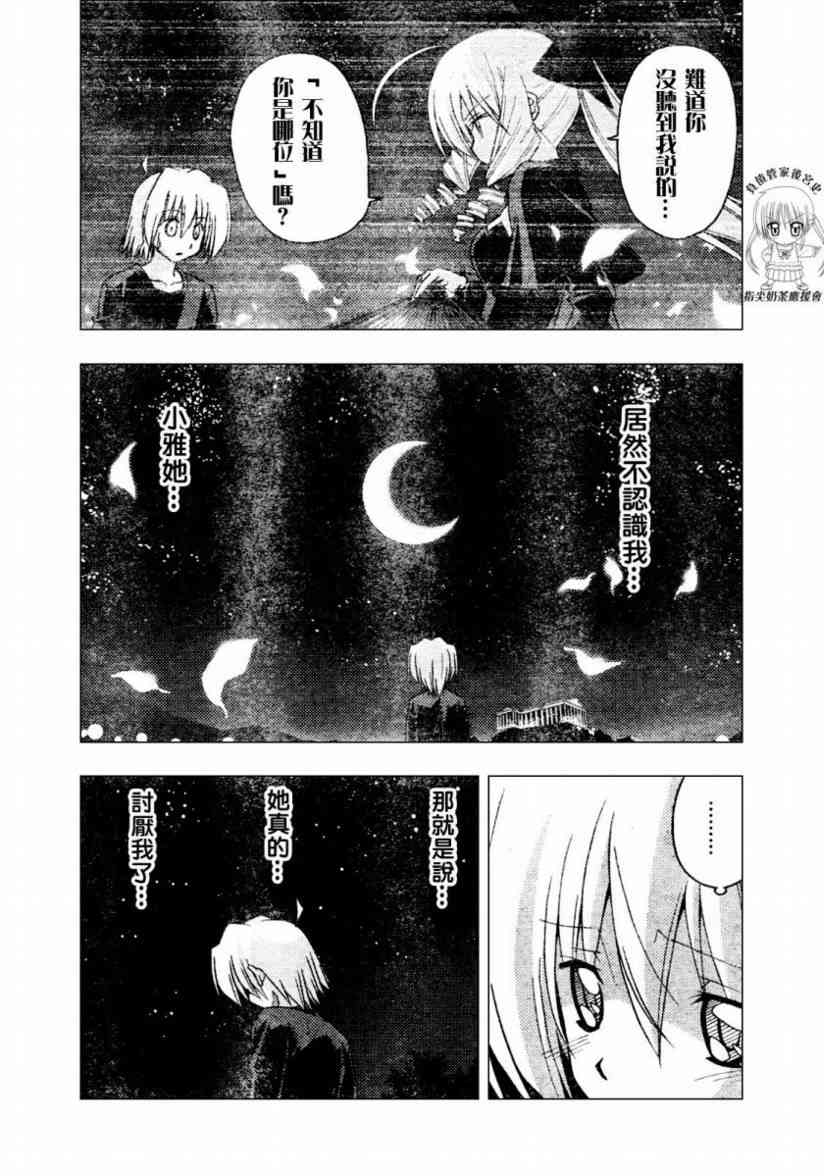 難道你
沒聽到我說的…
「不知道
你是哪位」嗎？
負債管家後宮史
指尖奶茶應援會
居然不認識我…
小雅她…
………
那就是說…
她真的…
討厭我了…